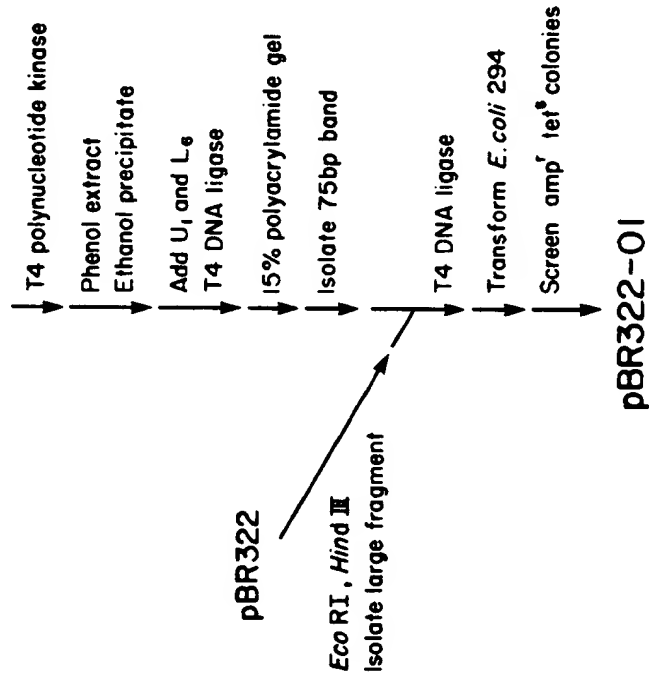 T4 polynucleotide kinase
Phenol extract
Ethanol precipitate
Add U₁ and L₆
T4 DNA ligase
15% polyacrylamide gel
Isolate 75bp band
pBR322
Eco RI, Hind III
Isolate large fragment
T4 DNA ligase
Transform E. coli 294
Screen ampʳ tetˢ colonies
pBR322-01